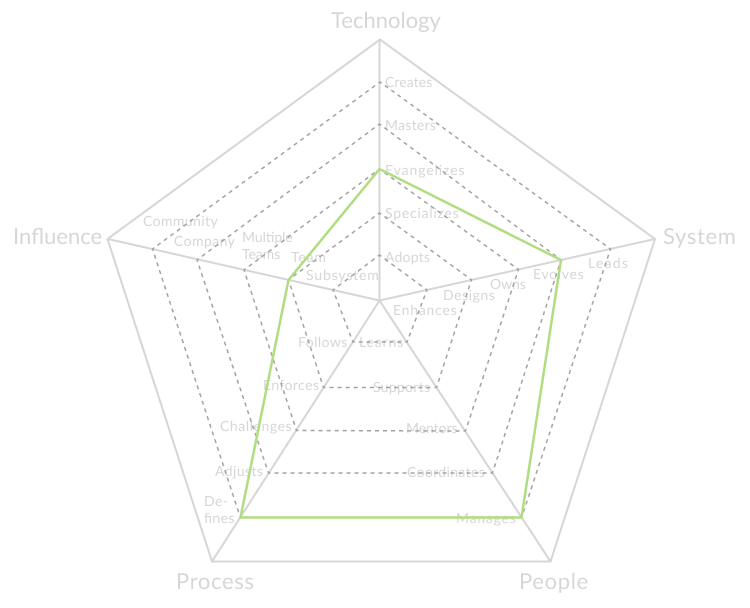 Technology
Creates
Masters
Evangelizes
Specializes
Adopts
Influence
Community
Company
Multiple
Teams
Team
Subsystem
System
Leads
Evolves
Owns
Designs
Enhances
Follows
Learns
Enforces
Supports
Challenges
Mentors
Adjusts
Coordinates
De-
fines
Manages
Process
People